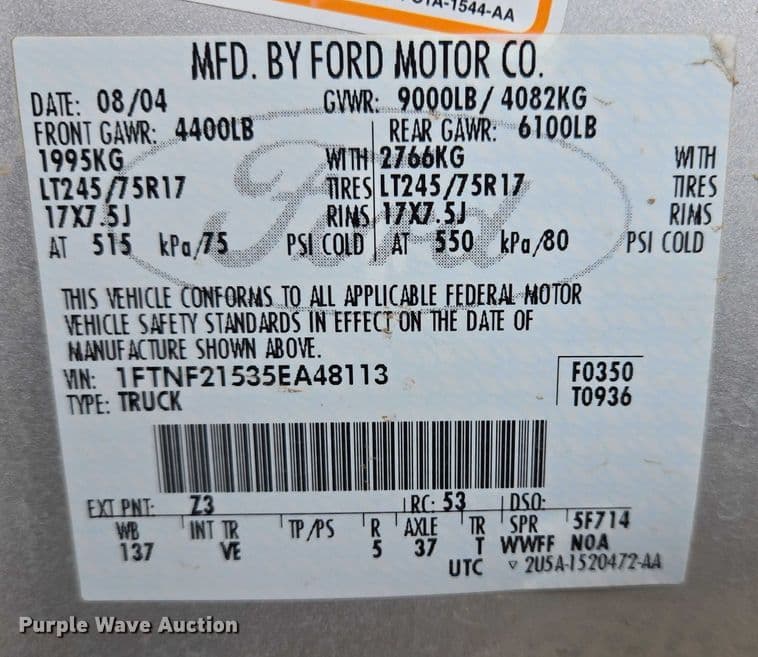 1A-1544-AA
MFD. BY FORD MOTOR CO.
DATE: 08/04 GVWR: 9000LB/ 4082KG
FRONT GAWR: 4400LB REAR GAWR: 6100LB
1995KG WITH 2766KG WITH
LT245/75R17 TIRES LT245/75R17 TIRES
17X7.5J RIMS 17X7.5J RIMS
AT 515 kPa/75 PSI COLD AT 550 kPa/80 PSI COLD
Ford
THIS VEHICLE CONFORMS TO ALL APPLICABLE FEDERAL MOTOR
VEHICLE SAFETY STANDARDS IN EFFECT ON THE DATE OF
MANUFACTURE SHOWN ABOVE.
VIN: 1FTNF21535EA48113 F0350
TYPE: TRUCK T0936
EXT PNT: Z3 RC: 53 DSO:
WB INT TR TP/PS R AXLE TR SPR 5F714
137 VE 5 37 T WWFF NOA
UTC ▿ 2U5A-1520472-AA
Purple Wave Auction